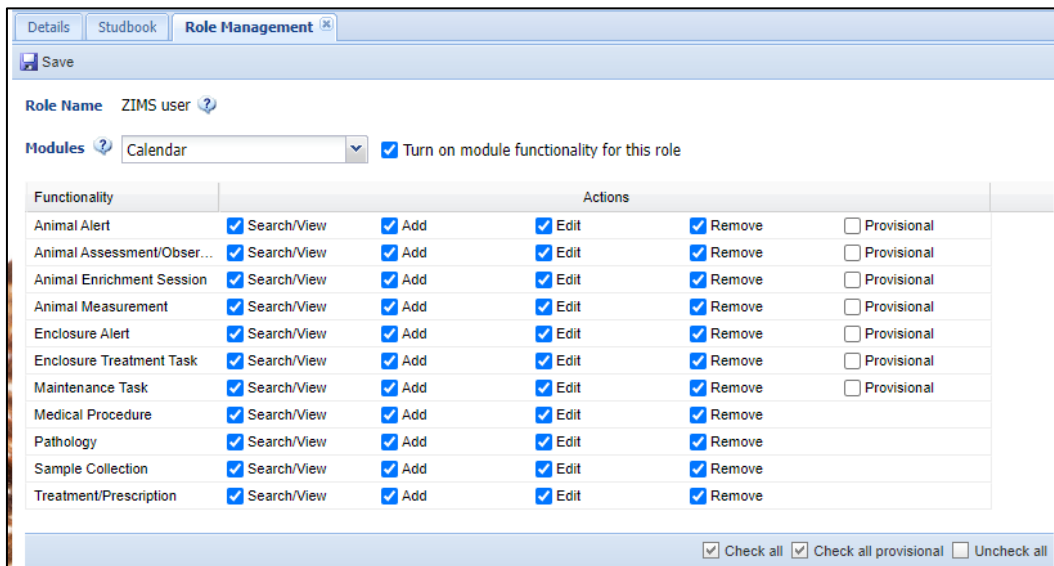 Details Studbook Role Management
Save
Role Name ZIMS user
Modules Calendar Turn on module functionality for this role
Functionality Actions
Animal Alert Search/View Add Edit Remove Provisional
Animal Assessment/Obser... Search/View Add Edit Remove Provisional
Animal Enrichment Session Search/View Add Edit Remove Provisional
Animal Measurement Search/View Add Edit Remove Provisional
Enclosure Alert Search/View Add Edit Remove Provisional
Enclosure Treatment Task Search/View Add Edit Remove Provisional
Maintenance Task Search/View Add Edit Remove Provisional
Medical Procedure Search/View Add Edit Remove
Pathology Search/View Add Edit Remove
Sample Collection Search/View Add Edit Remove
Treatment/Prescription Search/View Add Edit Remove
Check all Check all provisional Uncheck all